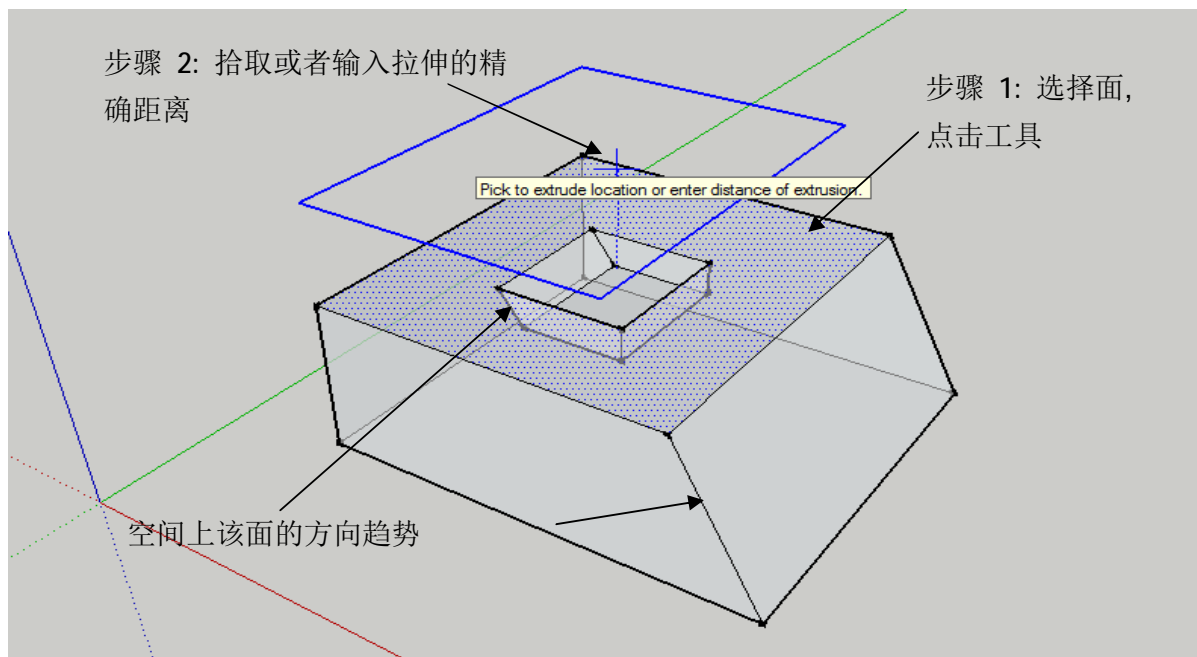 步骤 2: 拾取或者输入拉伸的精
确距离
步骤 1: 选择面,
点击工具
Pick to extrude location or enter distance of extrusion.
空间上该面的方向趋势